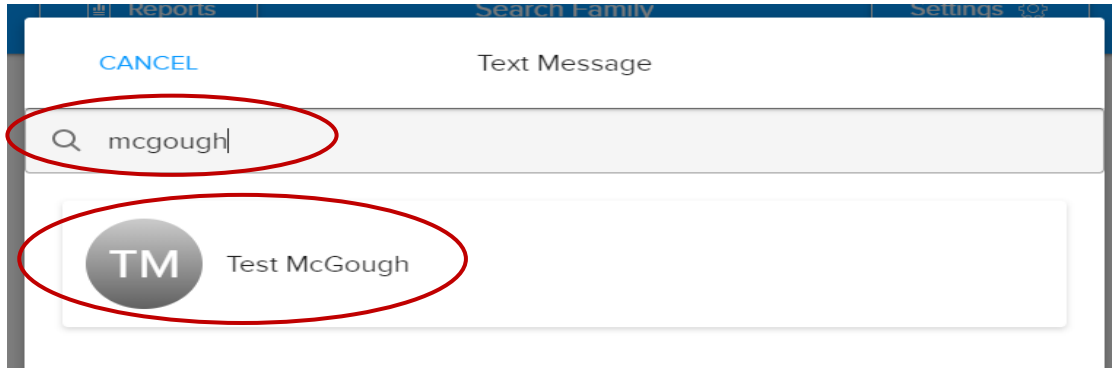 Reports Search Family Settings
CANCEL Text Message
mcgough
TM Test McGough